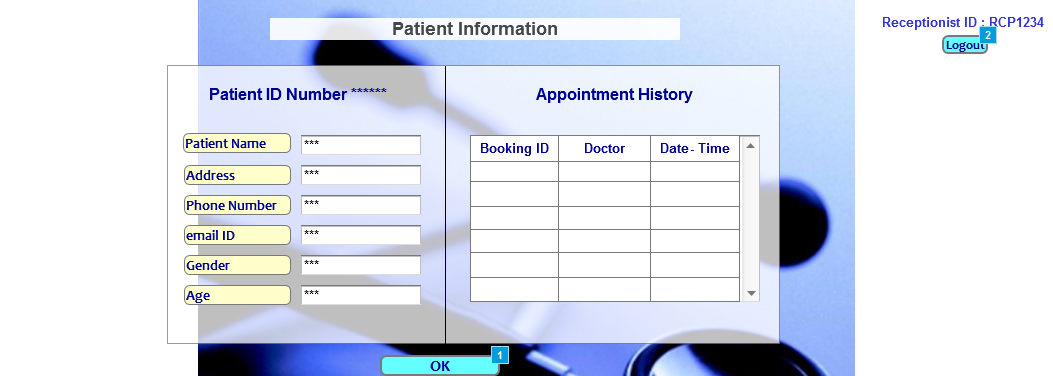 Patient Information
Receptionist ID : RCP1234
Logout
2
Patient ID Number ******
Appointment History
Patient Name ***
Address ***
Phone Number ***
email ID ***
Gender ***
Age ***
Booking ID Doctor Date - Time
OK
1